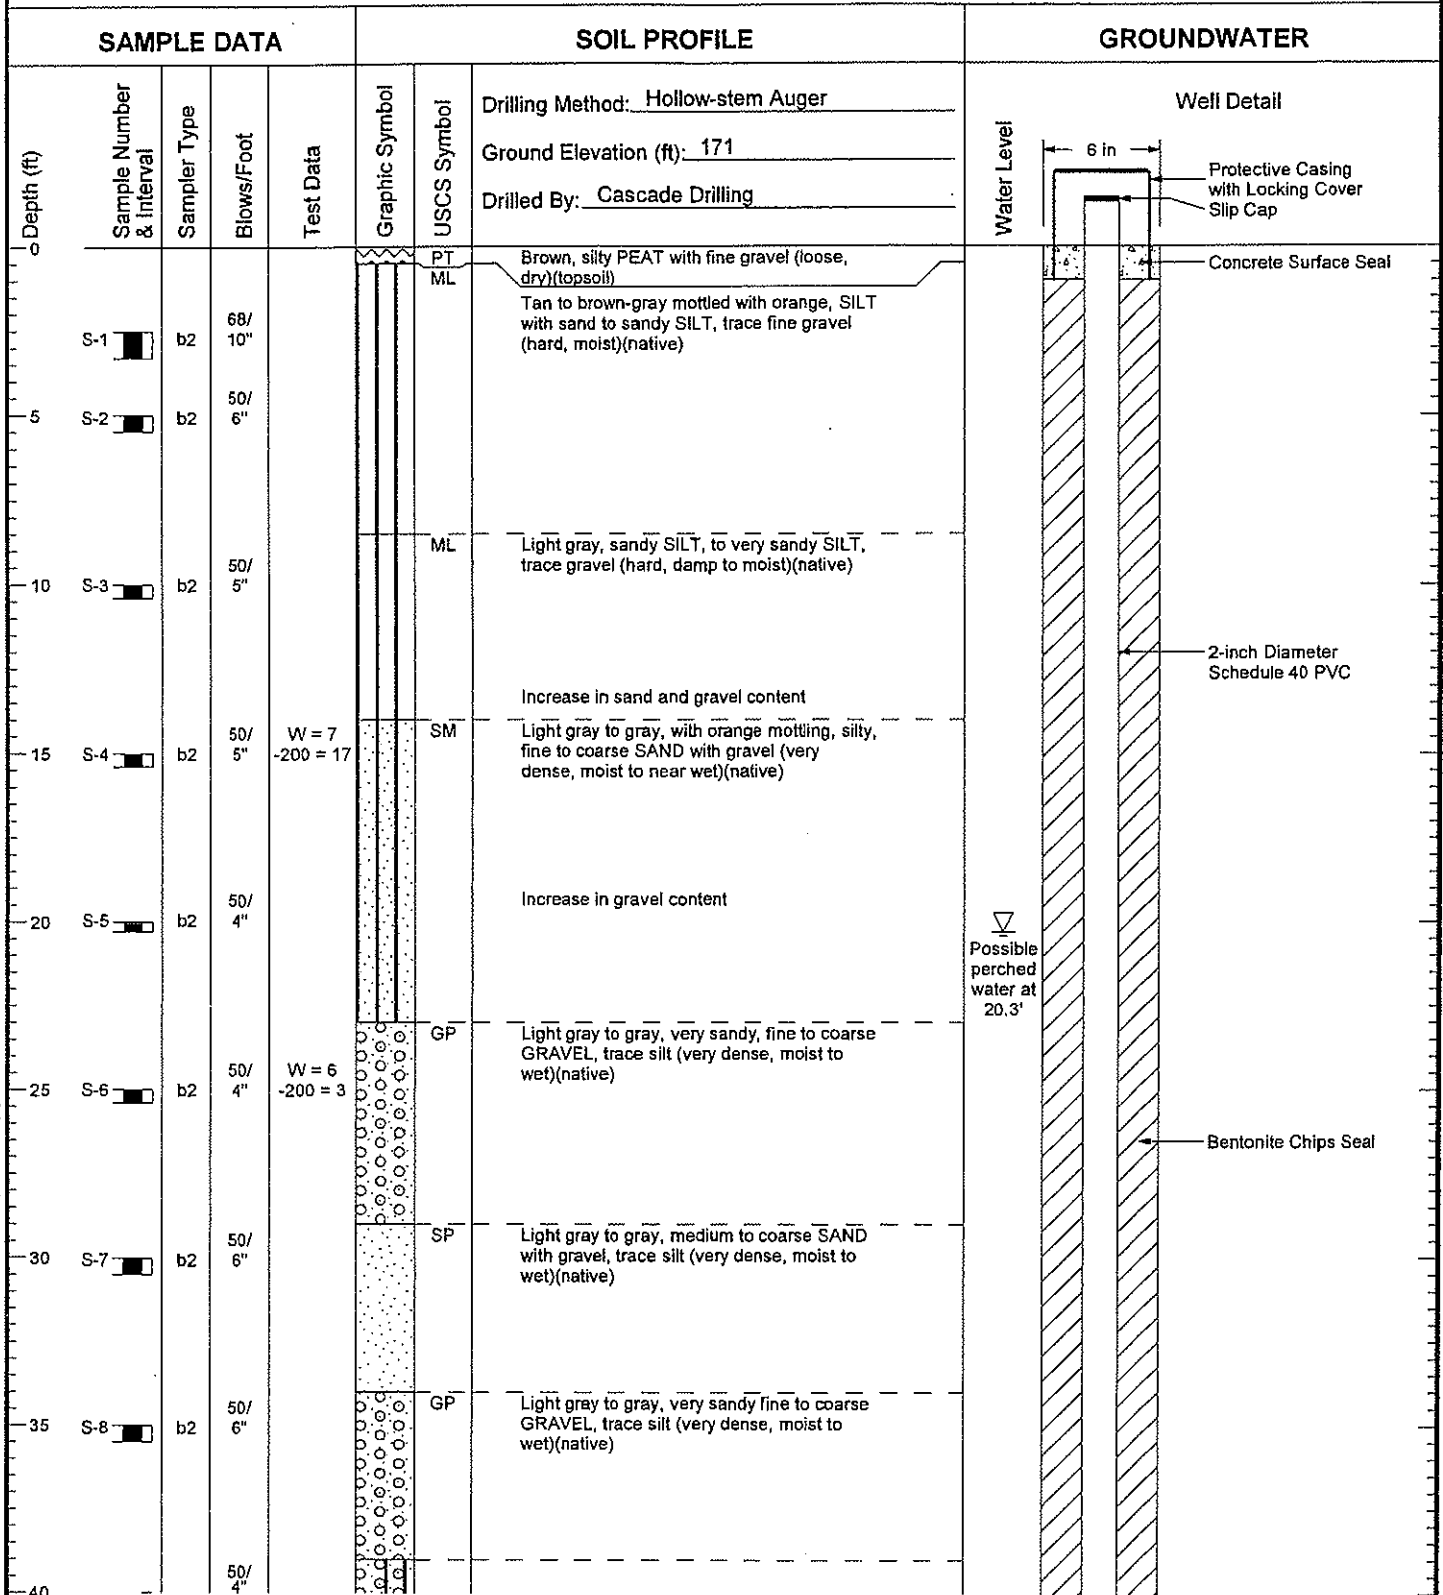 SAMPLE DATA
SOIL PROFILE
GROUNDWATER
Depth (ft)
Sample Number
& Interval
Sampler Type
Blows/Foot
Test Data
Graphic Symbol
USCS Symbol
Drilling Method: Hollow-stem Auger
Ground Elevation (ft): 171
Drilled By: Cascade Drilling
Water Level
Well Detail
6 in
Protective Casing
with Locking Cover
Slip Cap
0
PT
Brown, silty PEAT with fine gravel (loose,
dry)(topsoil)
Concrete Surface Seal
ML
Tan to brown-gray mottled with orange, SILT
with sand to sandy SILT, trace fine gravel
(hard, moist)(native)
S-1
b2
68/
10"
5
S-2
b2
50/
6"
ML
Light gray, sandy SILT, to very sandy SILT,
trace gravel (hard, damp to moist)(native)
10
S-3
b2
50/
5"
2-inch Diameter
Schedule 40 PVC
Increase in sand and gravel content
SM
Light gray to gray, with orange mottling, silty,
fine to coarse SAND with gravel (very
dense, moist to near wet)(native)
15
S-4
b2
50/
5"
W = 7
-200 = 17
Increase in gravel content
20
S-5
b2
50/
4"
Possible
perched
water at
20.3'
GP
Light gray to gray, very sandy, fine to coarse
GRAVEL, trace silt (very dense, moist to
wet)(native)
25
S-6
b2
50/
4"
W = 6
-200 = 3
Bentonite Chips Seal
SP
Light gray to gray, medium to coarse SAND
with gravel, trace silt (very dense, moist to
wet)(native)
30
S-7
b2
50/
6"
GP
Light gray to gray, very sandy fine to coarse
GRAVEL, trace silt (very dense, moist to
wet)(native)
35
S-8
b2
50/
6"
50/
4"
40